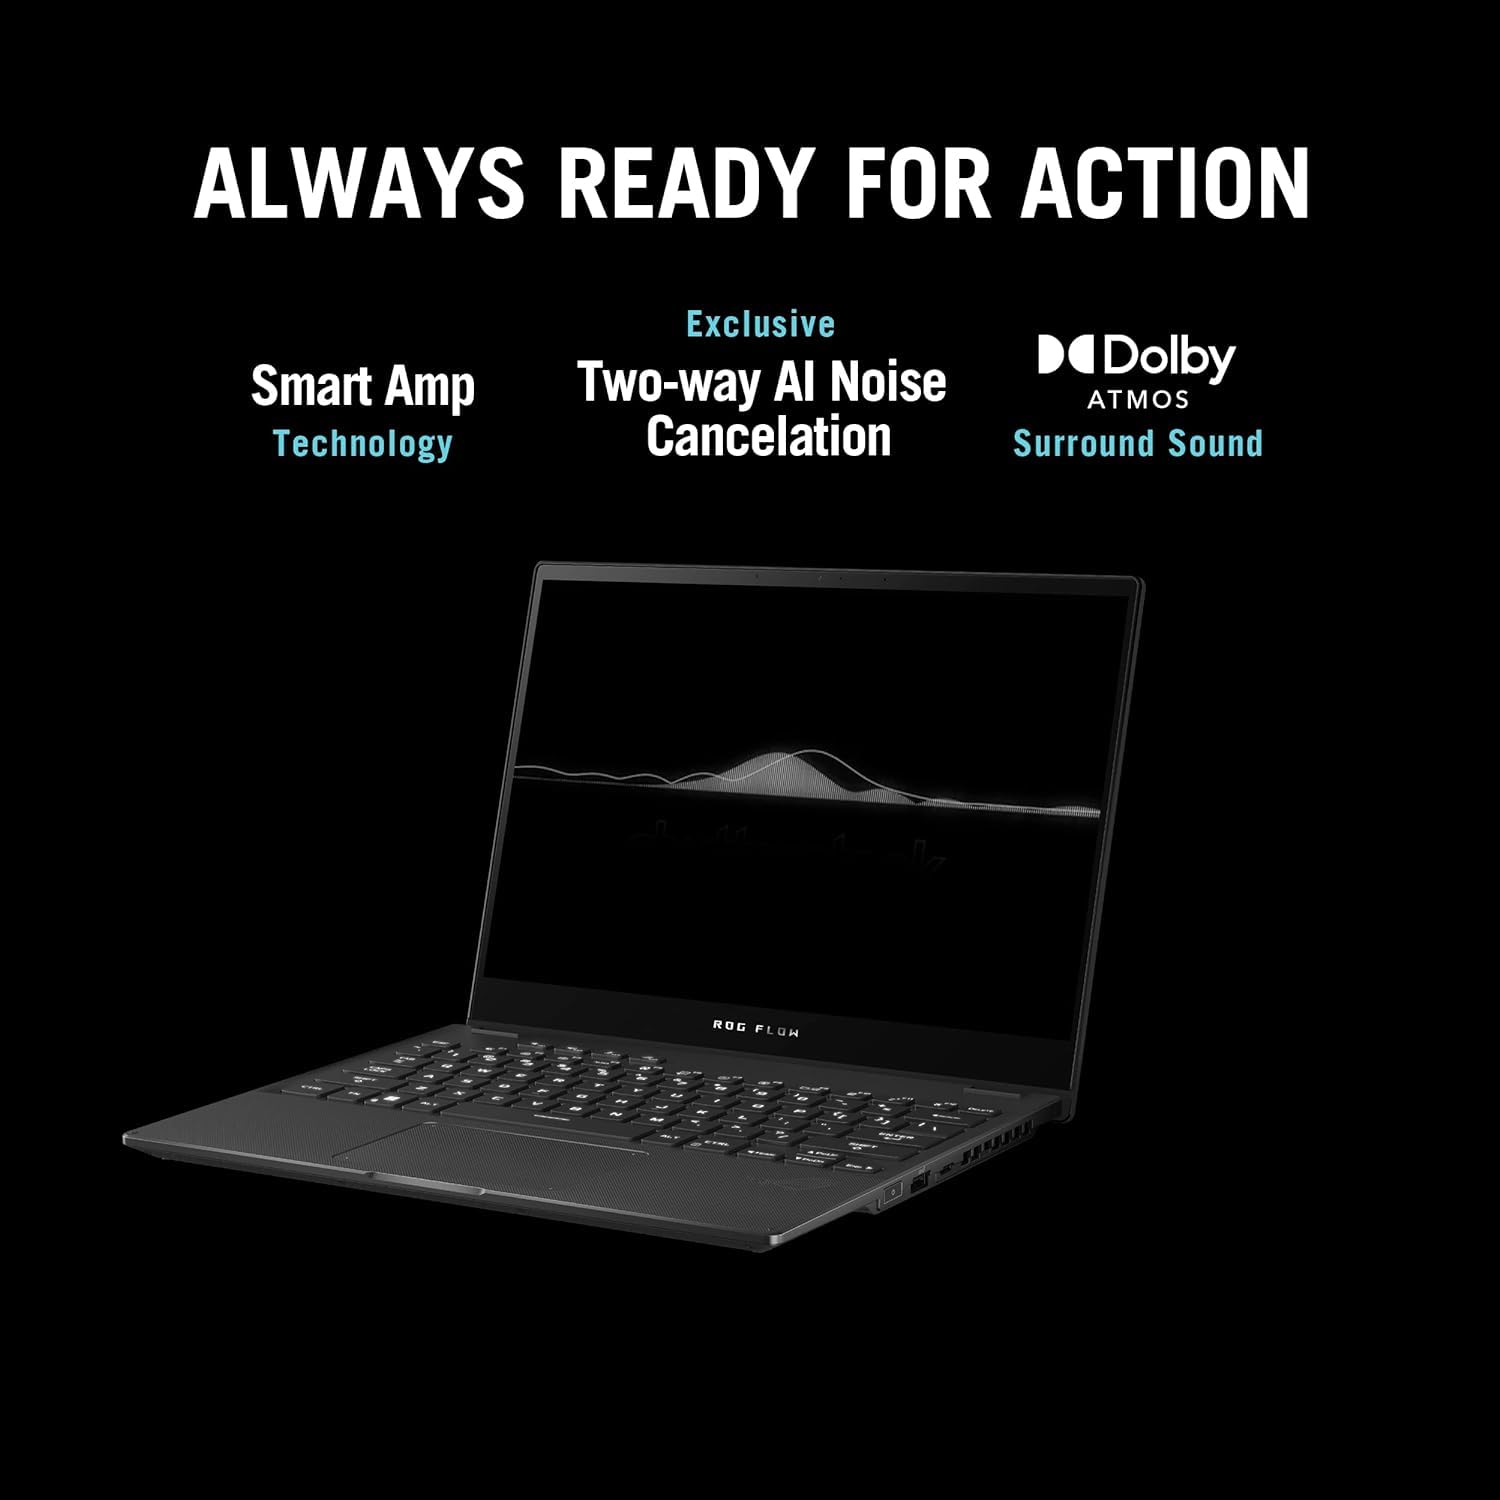 ALWAYS READY FOR ACTION
Exclusive
Smart Amp
Technology
Two-way AI Noise
Cancelation
Dolby
ATMOS
Surround Sound
ROG FLOW